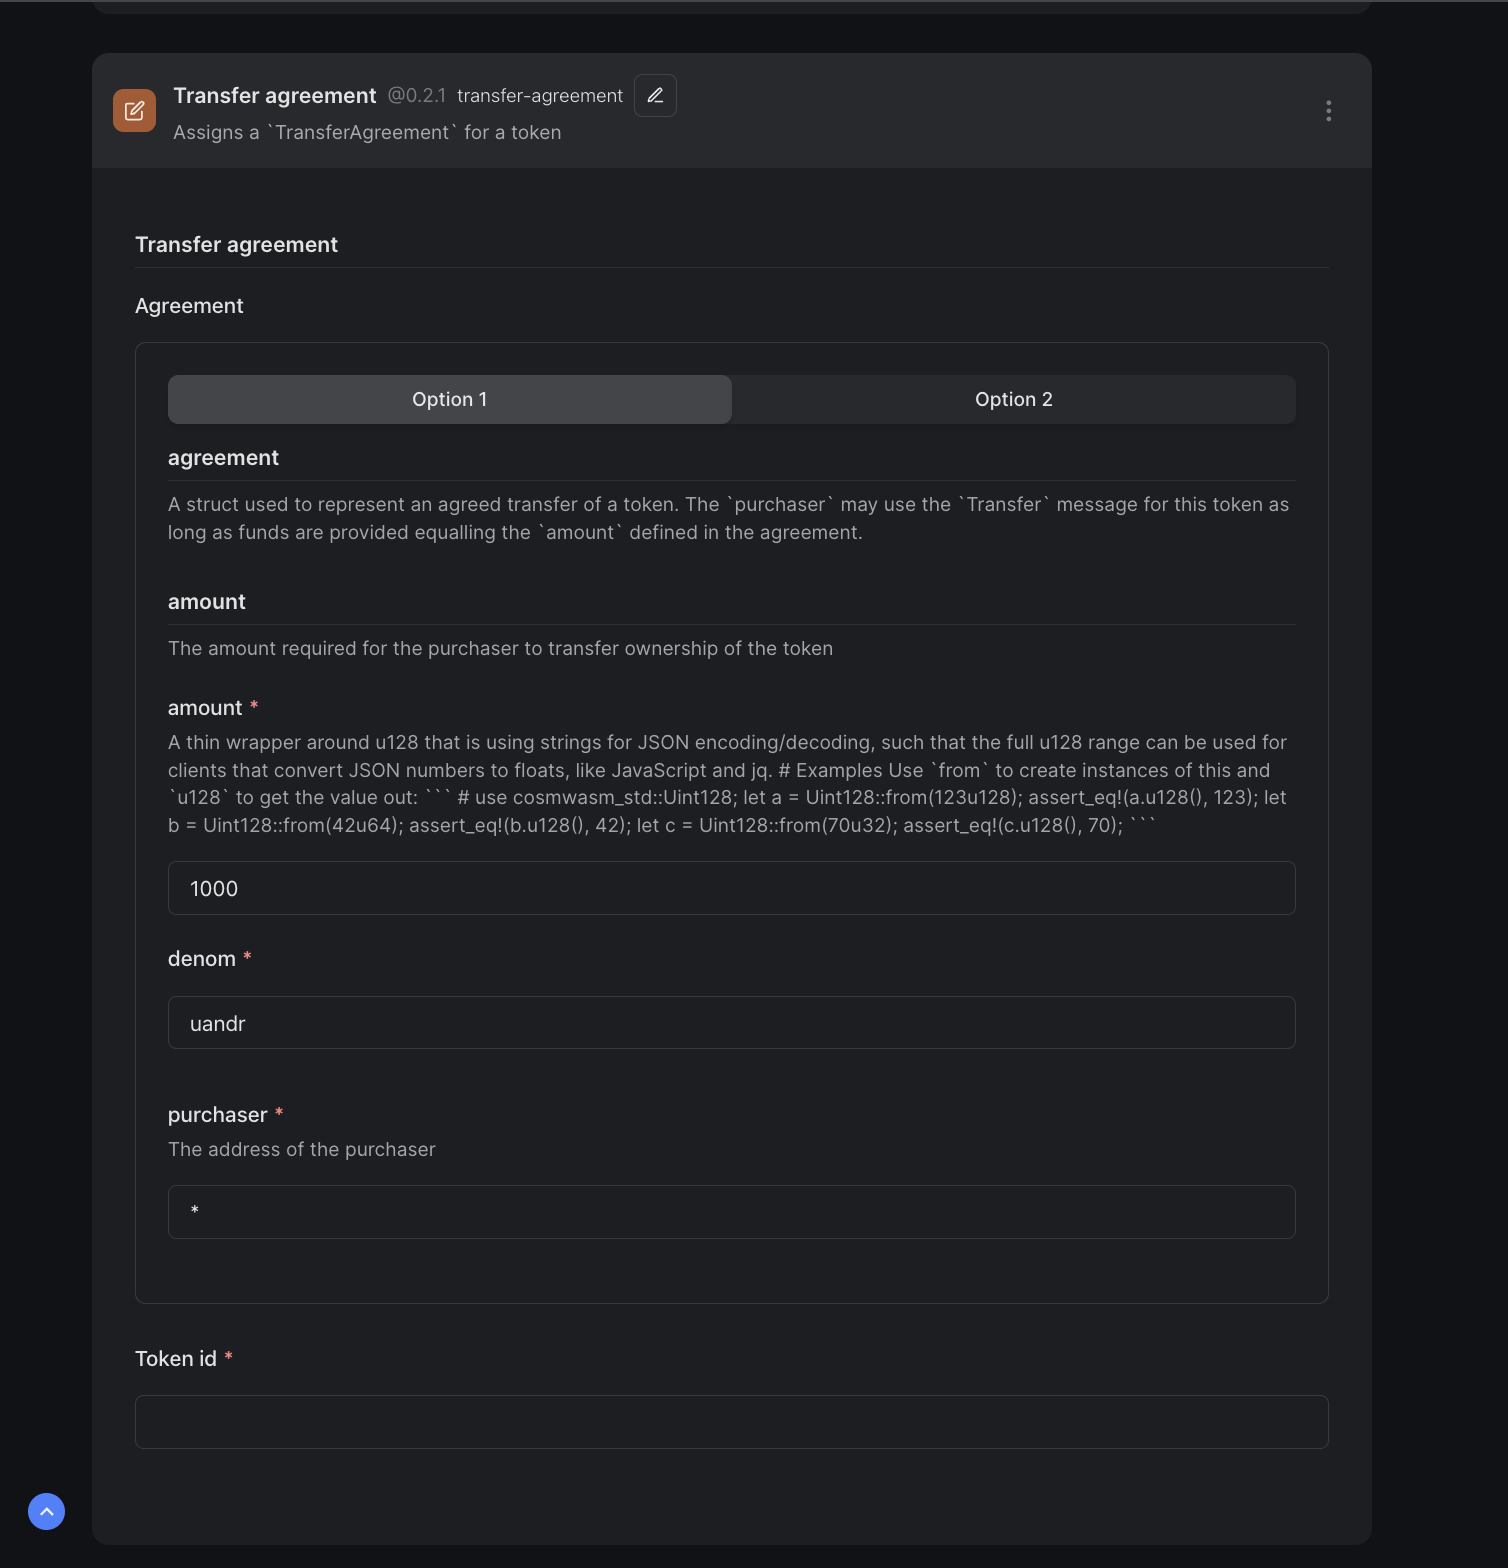 Transfer agreement @0.2.1 transfer-agreement
Assigns a `TransferAgreement` for a token
Transfer agreement
Agreement
Option 1 Option 2
agreement
A struct used to represent an agreed transfer of a token. The `purchaser` may use the `Transfer` message for this token as
long as funds are provided equalling the `amount` defined in the agreement.
amount
The amount required for the purchaser to transfer ownership of the token
amount *
A thin wrapper around u128 that is using strings for JSON encoding/decoding, such that the full u128 range can be used for
clients that convert JSON numbers to floats, like JavaScript and jq. # Examples Use `from` to create instances of this and
`u128` to get the value out: ``` # use cosmwasm_std::Uint128; let a = Uint128::from(123u128); assert_eq!(a.u128(), 123); let
b = Uint128::from(42u64); assert_eq!(b.u128(), 42); let c = Uint128::from(70u32); assert_eq!(c.u128(), 70); ```
1000
denom *
uandr
purchaser *
The address of the purchaser
*
Token id *